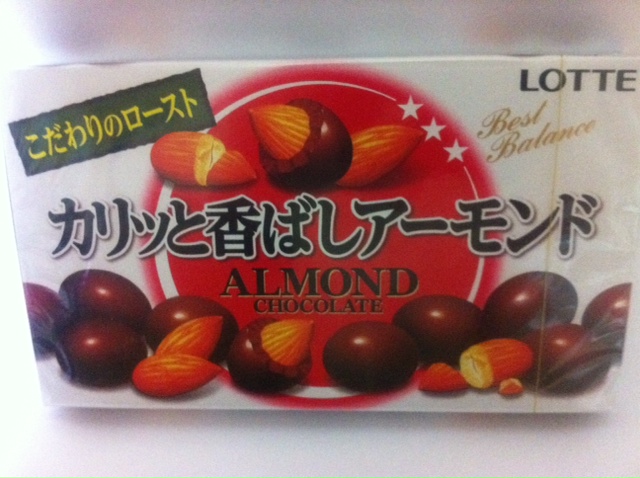 LOTTE
こだわりのロースト
Best
Balance
カリッと香ばしアーモンド
ALMOND
CHOCOLATE